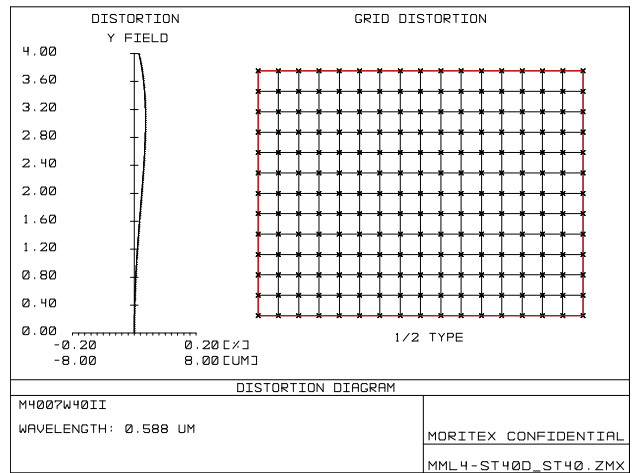 DISTORTION
Y FIELD
4.00
3.60
3.20
2.80
2.40
2.00
1.60
1.20
0.80
0.40
0.00
-0.20 0.20[%]
-8.00 8.00[UM]
GRID DISTORTION
1/2 TYPE
DISTORTION DIAGRAM
M4007W40II
WAVELENGTH: 0.588 UM
MORITEX CONFIDENTIAL
MML4-ST40D_ST40.ZMX